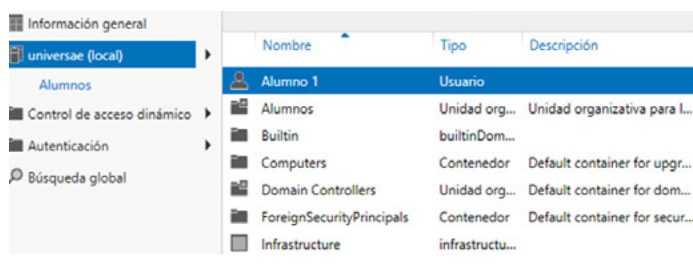 Información general
universae (local)
Alumnos
Control de acceso dinámico
Autenticación
Búsqueda global
Nombre Tipo Descripción
Alumno 1 Usuario
Alumnos Unidad org... Unidad organizativa para l...
Builtin builtinDom...
Computers Contenedor Default container for upgr...
Domain Controllers Unidad org... Default container for dom...
ForeignSecurityPrincipals Contenedor Default container for secur...
Infrastructure infrastructu...